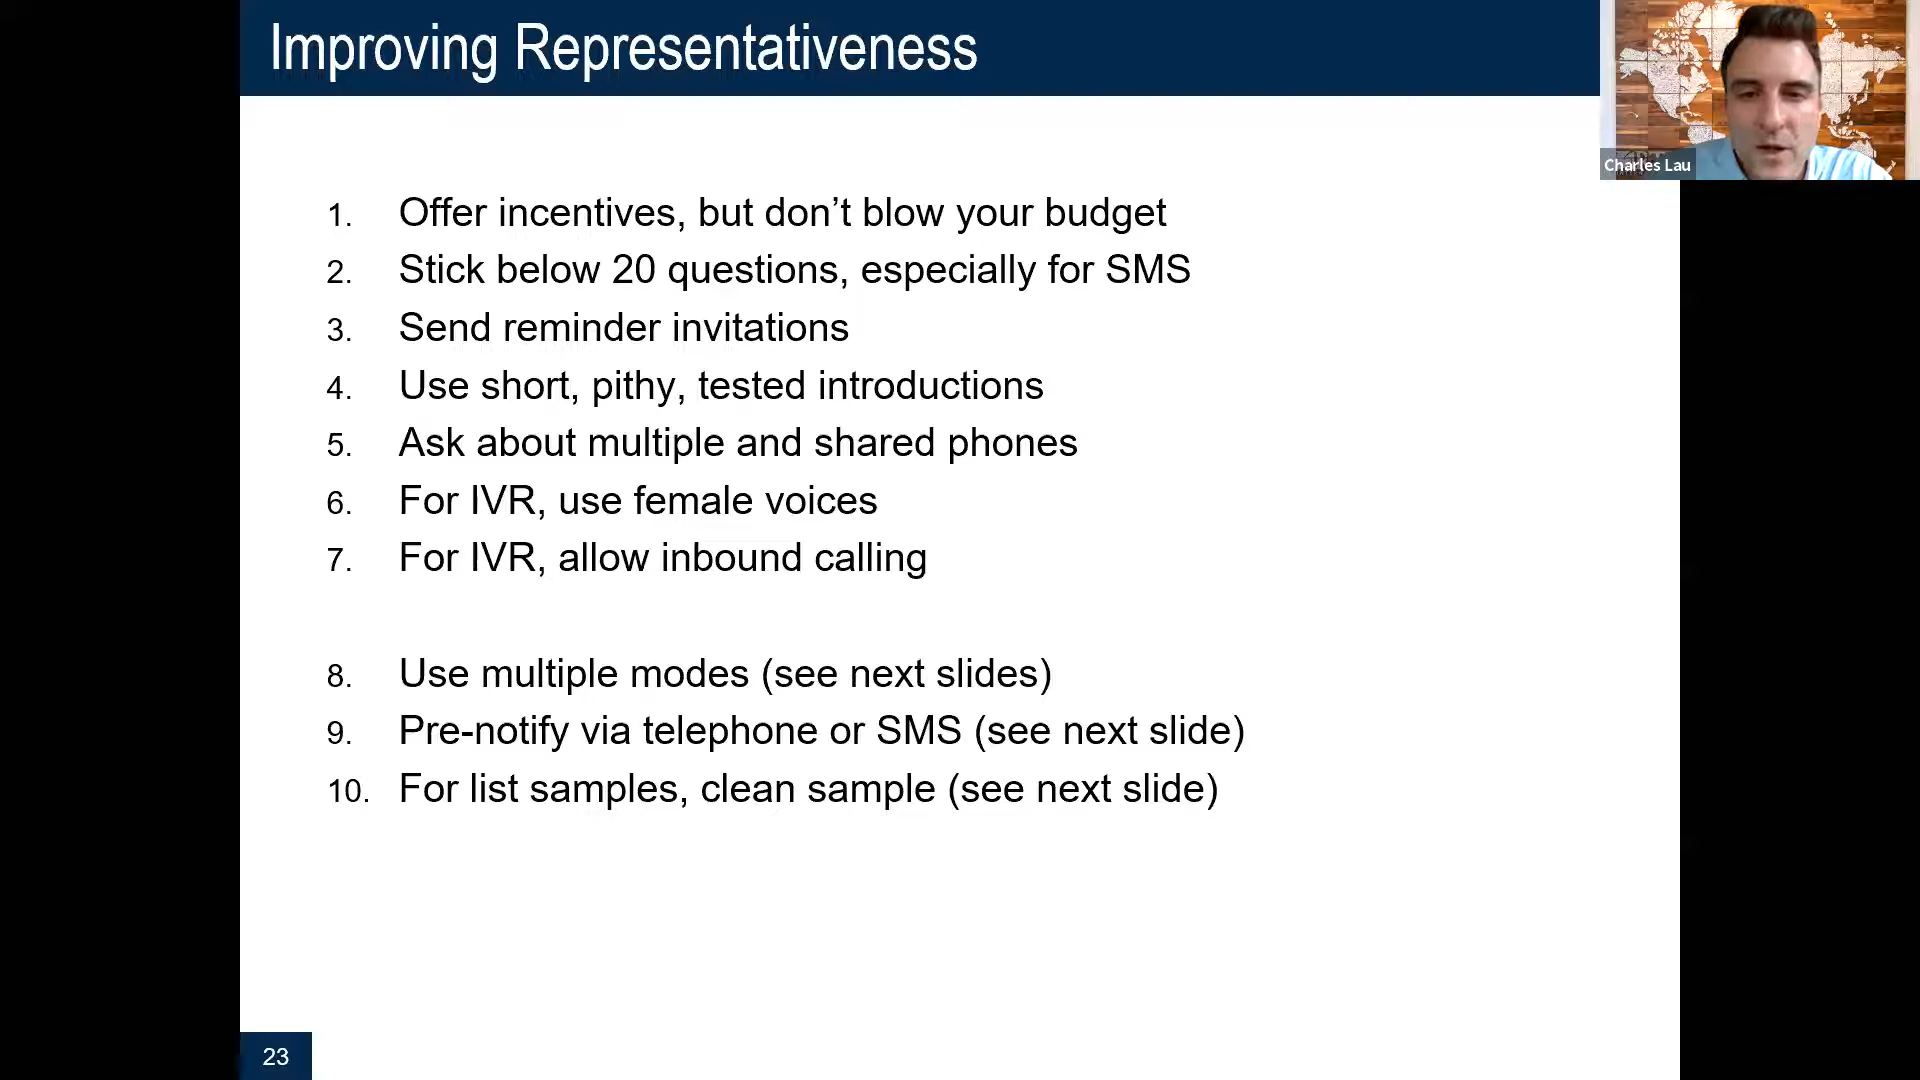 Improving Representativeness
Charles Lau
1. Offer incentives, but don’t blow your budget
2. Stick below 20 questions, especially for SMS
3. Send reminder invitations
4. Use short, pithy, tested introductions
5. Ask about multiple and shared phones
6. For IVR, use female voices
7. For IVR, allow inbound calling
8. Use multiple modes (see next slides)
9. Pre-notify via telephone or SMS (see next slide)
10. For list samples, clean sample (see next slide)
23